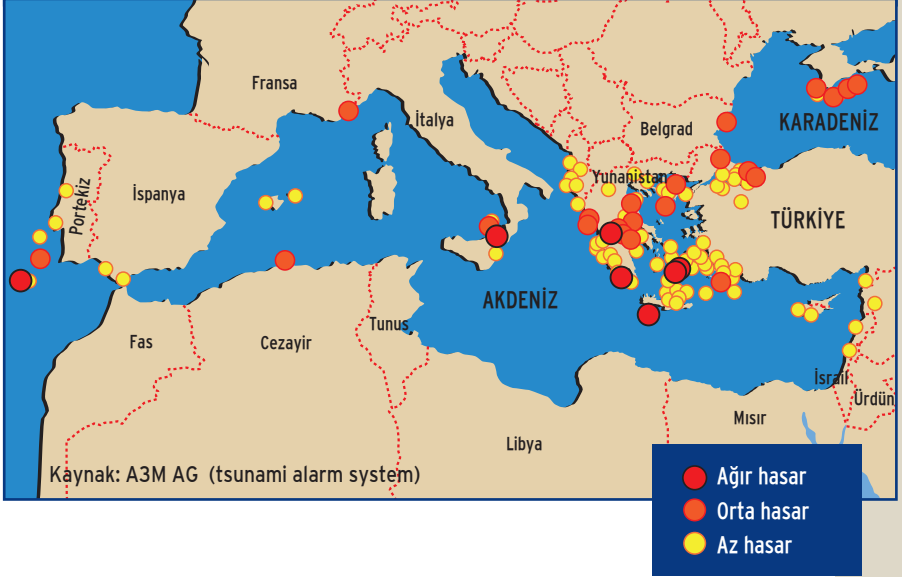 Fransa
İtalya
Belgrad
KARADENİZ
Yunanistan
Portekiz
İspanya
TÜRKİYE
AKDENİZ
Tunus
Fas
Cezayir
İsrail
Ürdün
Mısır
Libya
Kaynak: A3M AG (tsunami alarm system)
Ağır hasar
Orta hasar
Az hasar